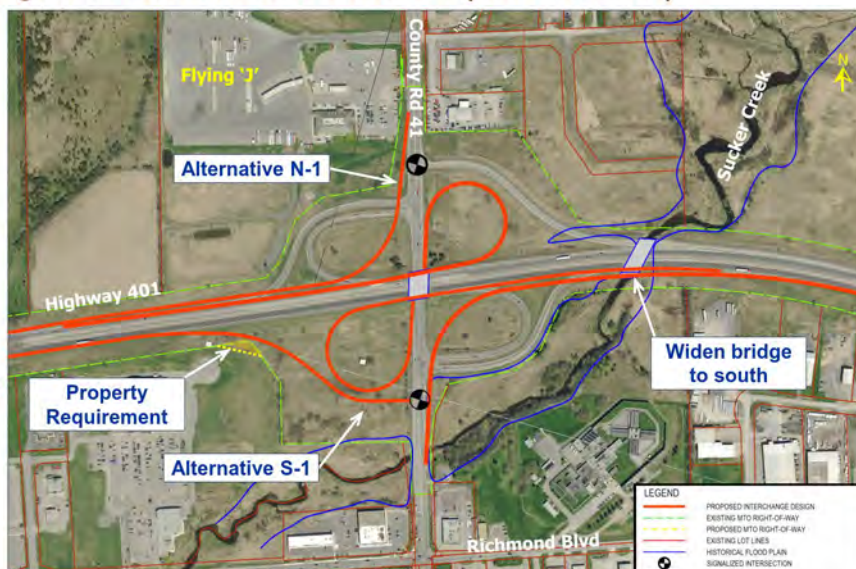 Flying 'J'
County Rd 41
Sucker Creek
N
Alternative N-1
Highway 401
Widen bridge
to south
Property
Requirement
Alternative S-1
Richmond Blvd
LEGEND
PROPOSED INTERCHANGE DESIGN
EXISTING MTO RIGHT-OF-WAY
PROPOSED MTO RIGHT-OF-WAY
EXISTING LOT LINES
HISTORICAL FLOOD PLAIN
SIGNALIZED INTERSECTION